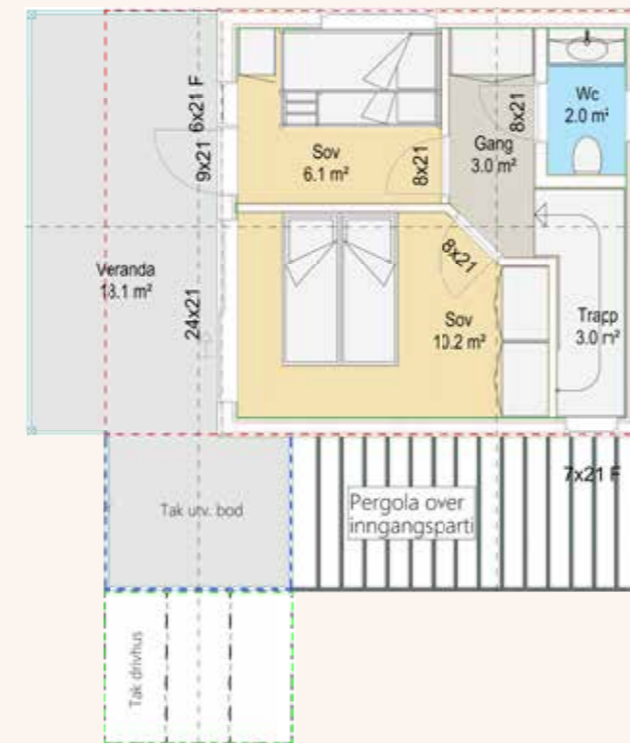 6x21 F
9x21
Sov
6.1 m²
8x21
Gang
3.0 m²
8x21
Wc
2.0 m²
Veranda
13.1 m²
24x21
8x21
Sov
10.2 m²
Trapp
3.0 m²
7x21 F
Tak utv. bod
Pergola over
inngangsparti
Tak drivhus